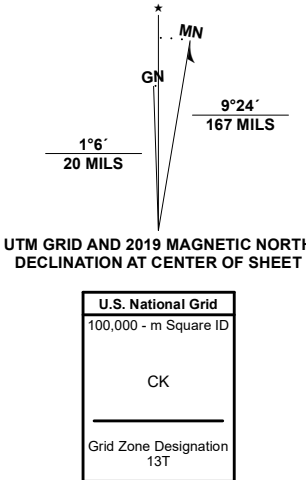 ★
MN
GN
9°24´
167 MILS
1°6´
20 MILS
UTM GRID AND 2019 MAGNETIC NORTH
DECLINATION AT CENTER OF SHEET
U.S. National Grid
100,000 - m Square ID
CK
Grid Zone Designation
13T